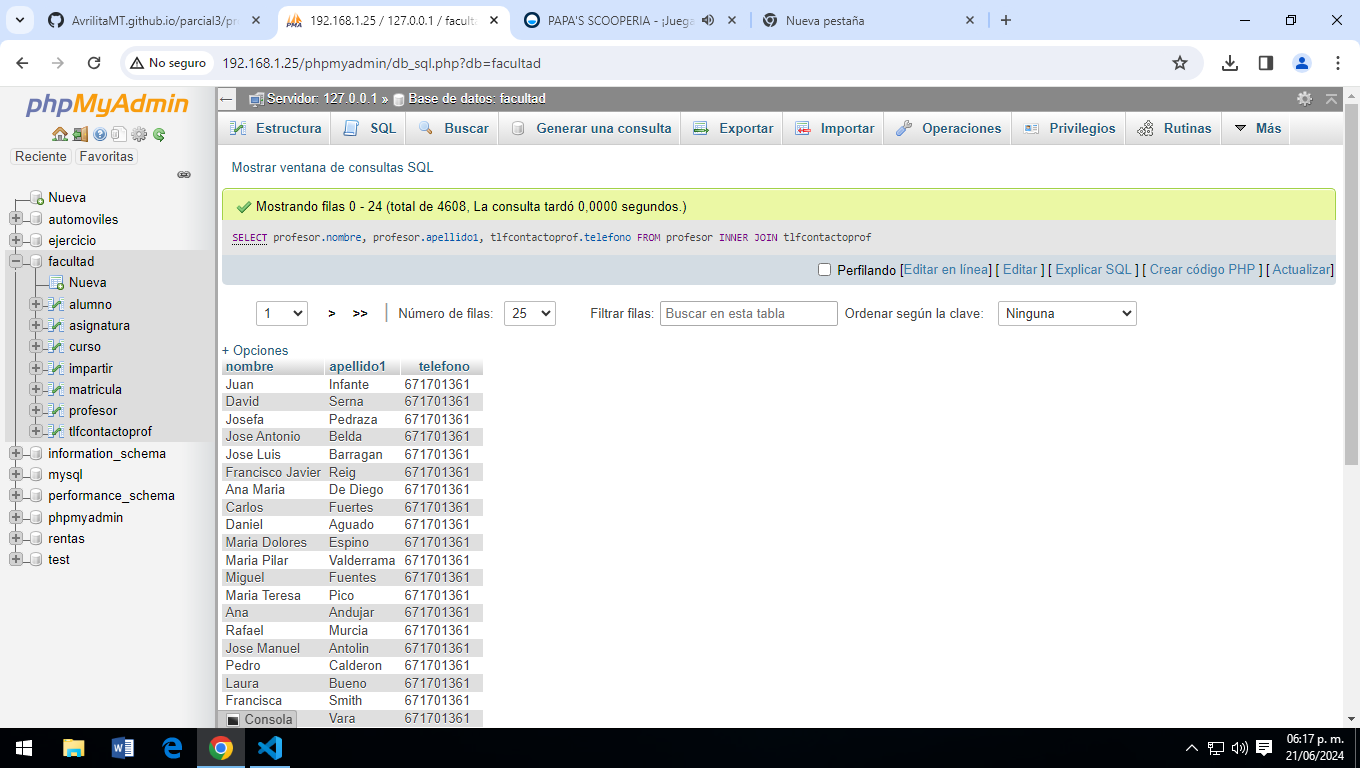 AvrilitaMT.github.io/parcial3/pr
192.168.1.25 / 127.0.0.1 / faculta
PAPA'S SCOOPERIA - ¡Juega
Nueva pestaña
No seguro
192.168.1.25/phpmyadmin/db_sql.php?db=facultad
phpMyAdmin
Reciente
Favoritas
Nueva
automoviles
ejercicio
facultad
Nueva
alumno
asignatura
curso
impartir
matricula
profesor
tlfcontactoprof
information_schema
mysql
performance_schema
phpmyadmin
rentas
test
Servidor: 127.0.0.1 » Base de datos: facultad
Estructura SQL Buscar Generar una consulta Exportar Importar Operaciones Privilegios Rutinas Más
Mostrar ventana de consultas SQL
Mostrando filas 0 - 24 (total de 4608, La consulta tardó 0,0000 segundos.)
SELECT profesor.nombre, profesor.apellido1, tlfcontactoprof.telefono FROM profesor INNER JOIN tlfcontactoprof
Perfilando [Editar en línea] [ Editar ] [ Explicar SQL ] [ Crear código PHP ] [ Actualizar]
1 > >> Número de filas: 25 Filtrar filas: Buscar en esta tabla Ordenar según la clave: Ninguna
+ Opciones
nombre apellido1 telefono
Juan Infante 671701361
David Serna 671701361
Josefa Pedraza 671701361
Jose Antonio Belda 671701361
Jose Luis Barragan 671701361
Francisco Javier Reig 671701361
Ana Maria De Diego 671701361
Carlos Fuertes 671701361
Daniel Aguado 671701361
Maria Dolores Espino 671701361
Maria Pilar Valderrama 671701361
Miguel Fuentes 671701361
Maria Teresa Pico 671701361
Ana Andujar 671701361
Rafael Murcia 671701361
Jose Manuel Antolin 671701361
Pedro Calderon 671701361
Laura Bueno 671701361
Francisca Smith 671701361
Consola Vara 671701361
06:17 p. m.
21/06/2024